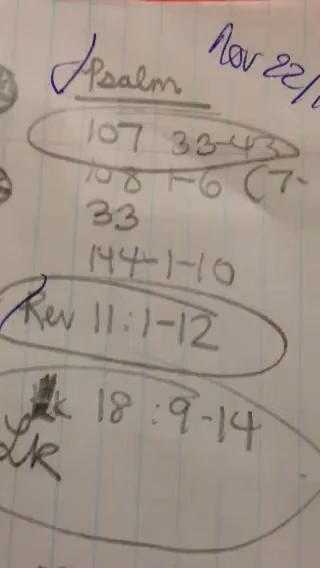 Nov 22/
Psalm
107 33-43
108 1-6 (7-
33
144-1-10
Rev 11:1-12
Lk 18:9-14
Lk